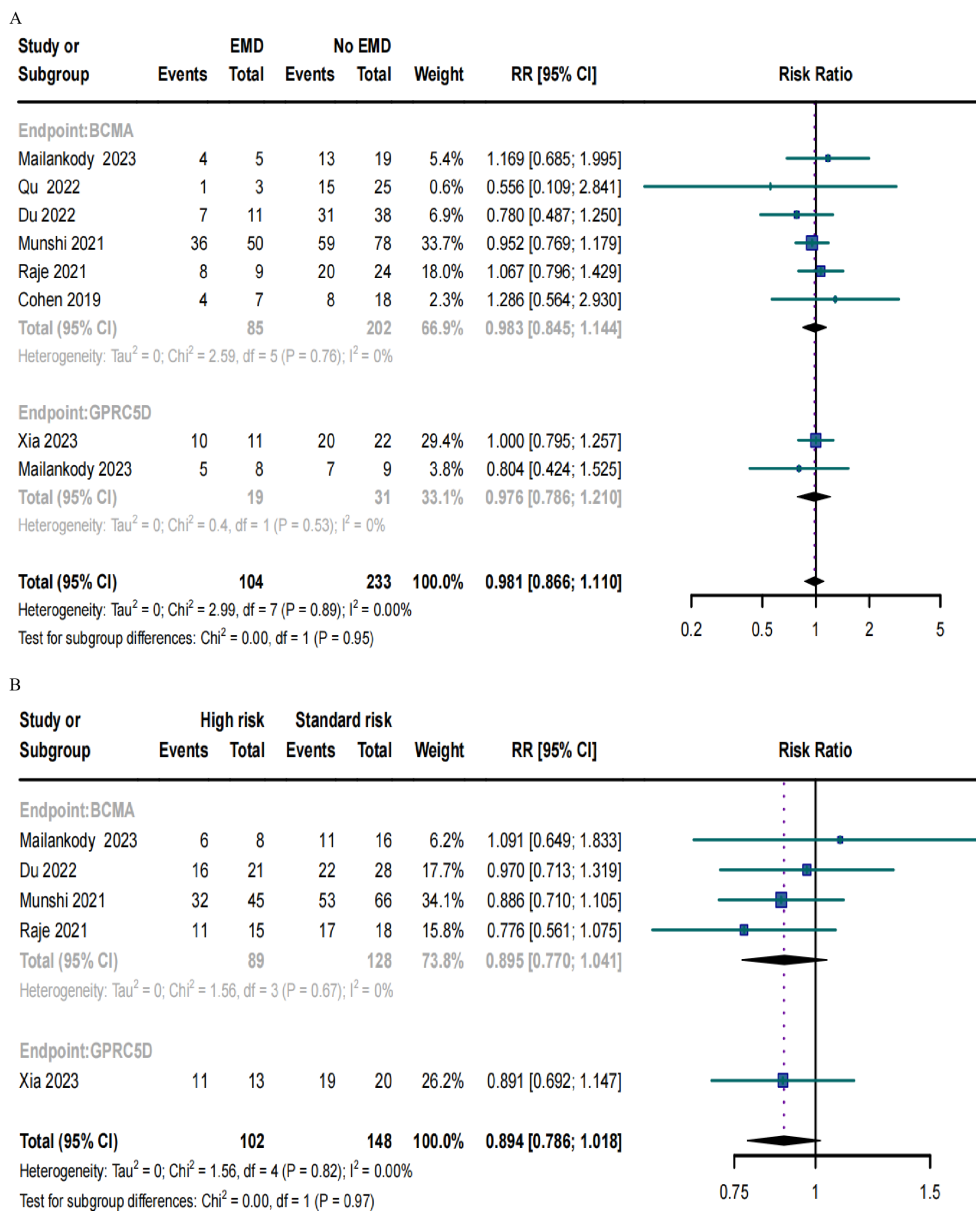 A
Study or EMD No EMD
Subgroup Events Total Events Total Weight RR [95% CI] Risk Ratio
Endpoint:BCMA
Mailankody 2023 4 5 13 19 5.4% 1.169 [0.685; 1.995]
Qu 2022 1 3 15 25 0.6% 0.556 [0.109; 2.841]
Du 2022 7 11 31 38 6.9% 0.780 [0.487; 1.250]
Munshi 2021 36 50 59 78 33.7% 0.952 [0.769; 1.179]
Raje 2021 8 9 20 24 18.0% 1.067 [0.796; 1.429]
Cohen 2019 4 7 8 18 2.3% 1.286 [0.564; 2.930]
Total (95% CI) 85 202 66.9% 0.983 [0.845; 1.144]
Heterogeneity: Tau² = 0; Chi² = 2.59, df = 5 (P = 0.76); I² = 0%
Endpoint:GPRC5D
Xia 2023 10 11 20 22 29.4% 1.000 [0.795; 1.257]
Mailankody 2023 5 8 7 9 3.8% 0.804 [0.424; 1.525]
Total (95% CI) 19 31 33.1% 0.976 [0.786; 1.210]
Heterogeneity: Tau² = 0; Chi² = 0.4, df = 1 (P = 0.53); I² = 0%
Total (95% CI) 104 233 100.0% 0.981 [0.866; 1.110]
Heterogeneity: Tau² = 0; Chi² = 2.99, df = 7 (P = 0.89); I² = 0.00%
Test for subgroup differences: Chi² = 0.00, df = 1 (P = 0.95)
0.2 0.5 1 2 5
B
Study or High risk Standard risk
Subgroup Events Total Events Total Weight RR [95% CI] Risk Ratio
Endpoint:BCMA
Mailankody 2023 6 8 11 16 6.2% 1.091 [0.649; 1.833]
Du 2022 16 21 22 28 17.7% 0.970 [0.713; 1.319]
Munshi 2021 32 45 53 66 34.1% 0.886 [0.710; 1.105]
Raje 2021 11 15 17 18 15.8% 0.776 [0.561; 1.075]
Total (95% CI) 89 128 73.8% 0.895 [0.770; 1.041]
Heterogeneity: Tau² = 0; Chi² = 1.56, df = 3 (P = 0.67); I² = 0%
Endpoint:GPRC5D
Xia 2023 11 13 19 20 26.2% 0.891 [0.692; 1.147]
Total (95% CI) 102 148 100.0% 0.894 [0.786; 1.018]
Heterogeneity: Tau² = 0; Chi² = 1.56, df = 4 (P = 0.82); I² = 0.00%
Test for subgroup differences: Chi² = 0.00, df = 1 (P = 0.97)
0.75 1 1.5